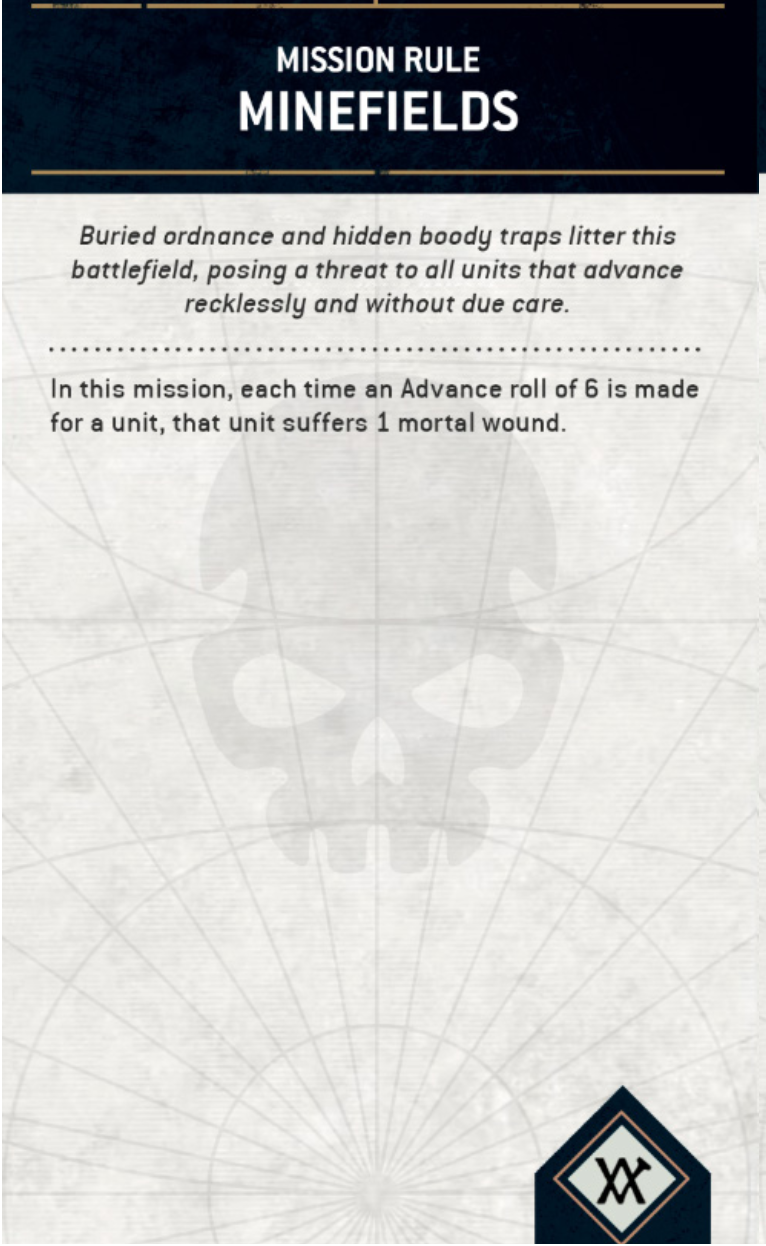 MISSION RULE
MINEFIELDS
Buried ordnance and hidden boody traps litter this
battlefield, posing a threat to all units that advance
recklessly and without due care.
In this mission, each time an Advance roll of 6 is made
for a unit, that unit suffers 1 mortal wound.